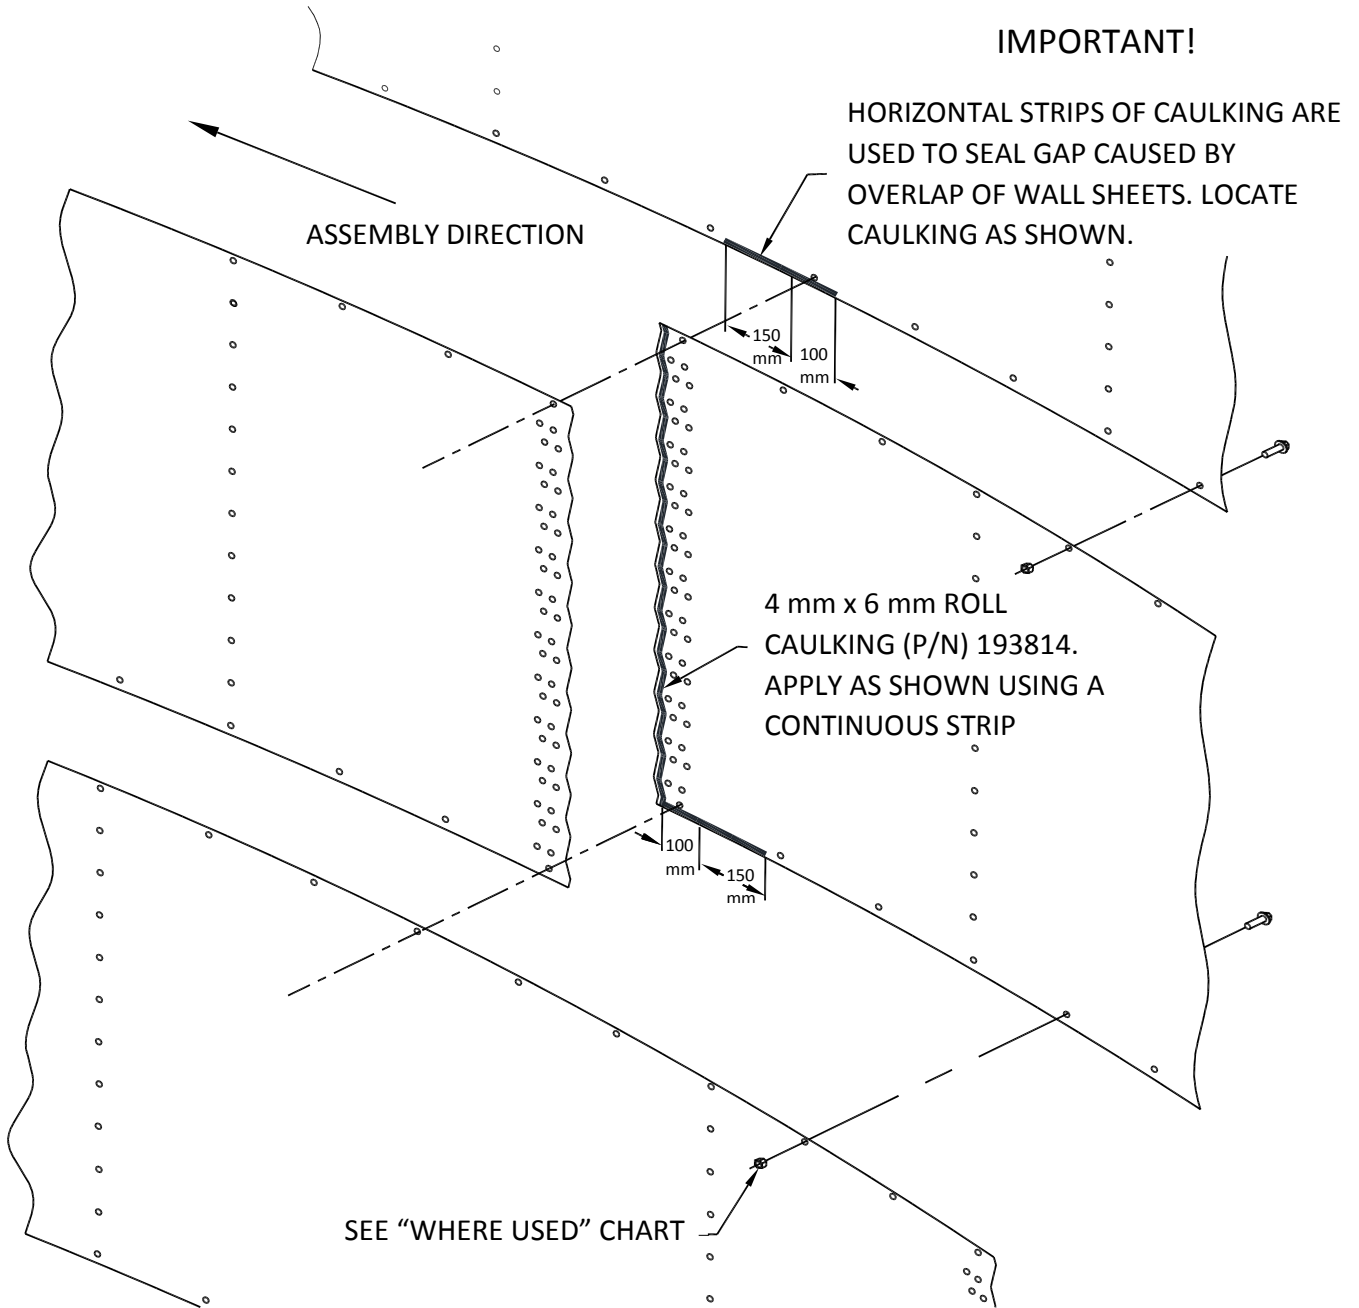 IMPORTANT!
HORIZONTAL STRIPS OF CAULKING ARE
USED TO SEAL GAP CAUSED BY
OVERLAP OF WALL SHEETS. LOCATE
CAULKING AS SHOWN.
ASSEMBLY DIRECTION
150
mm
100
mm
4 mm x 6 mm ROLL
CAULKING (P/N) 193814.
APPLY AS SHOWN USING A
CONTINUOUS STRIP
100
mm
150
mm
SEE “WHERE USED” CHART